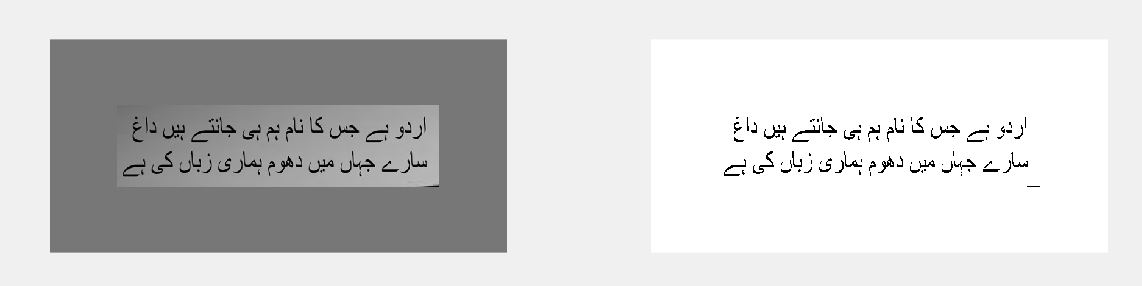 اردو ہے جس کا نام ہم ہی جانتے ہیں داغ
سارے جہاں میں دھوم ہماری زباں کی ہے
اردو ہے جس کا نام ہم ہی جانتے ہیں داغ
سارے جہاں میں دھوم ہماری زباں کی ہے